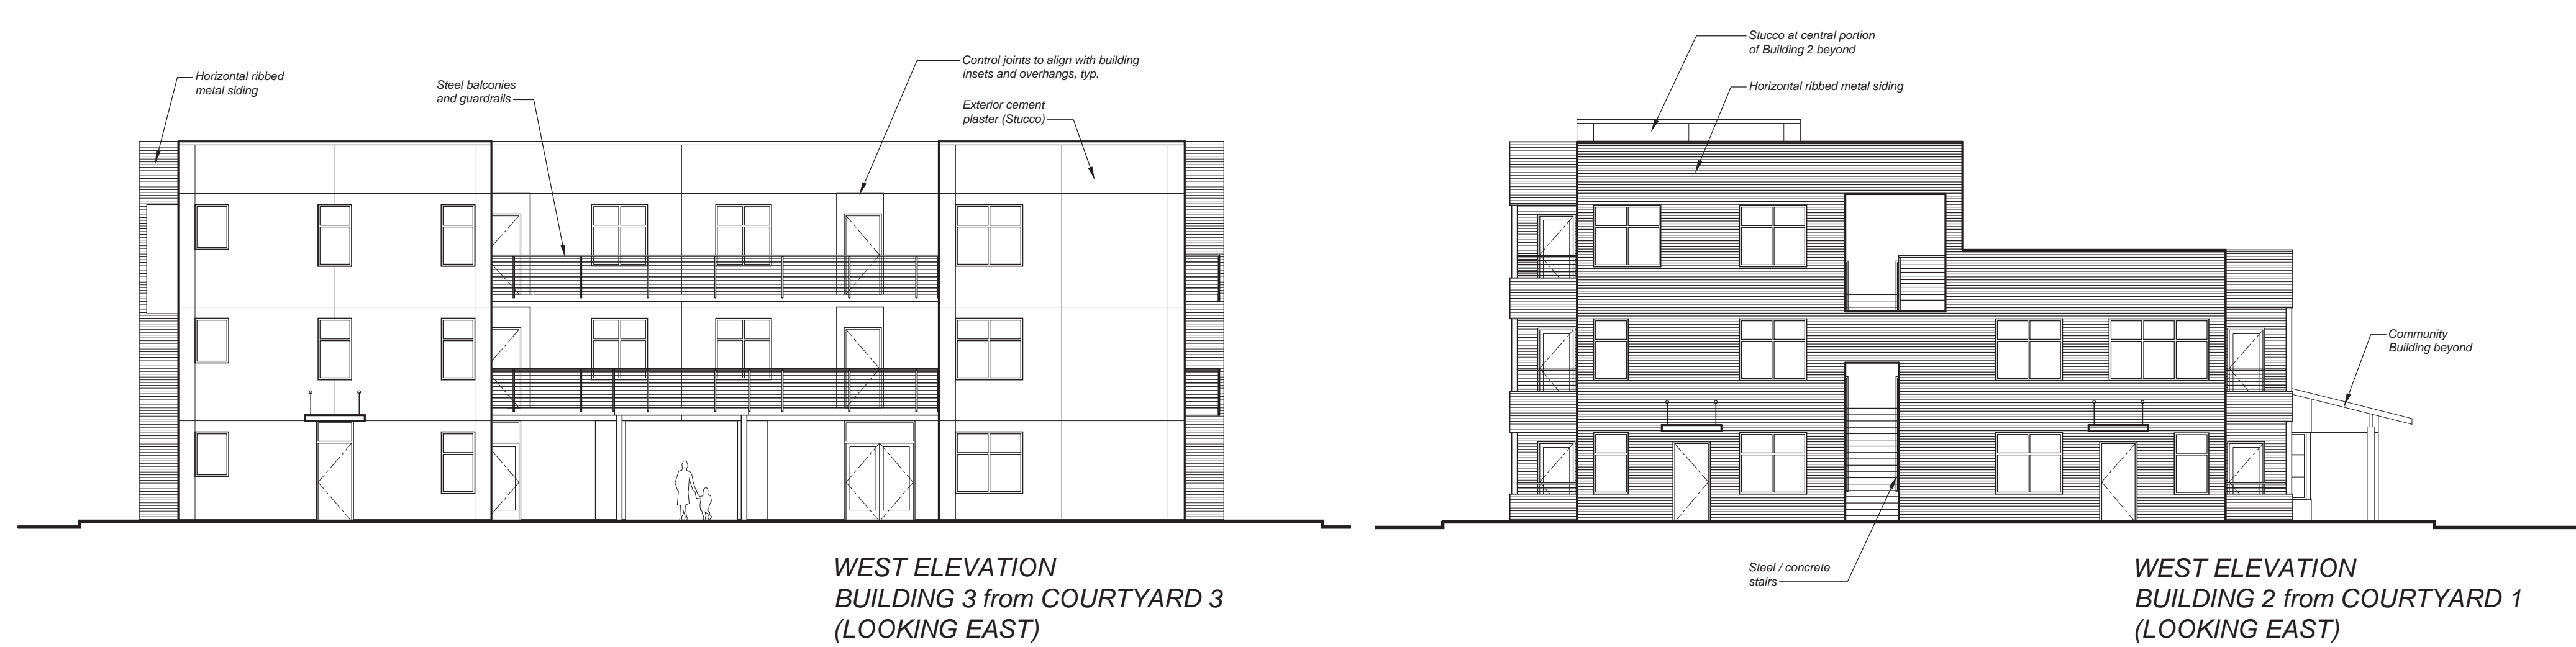 Horizontal ribbed
metal siding
Steel balconies
and guardrails
Control joints to align with building
insets and overhangs, typ.
Exterior cement
plaster (Stucco)
WEST ELEVATION
BUILDING 3 from COURTYARD 3
(LOOKING EAST)
Stucco at central portion
of Building 2 beyond
Horizontal ribbed metal siding
Community
Building beyond
Steel / concrete
stairs
WEST ELEVATION
BUILDING 2 from COURTYARD 1
(LOOKING EAST)